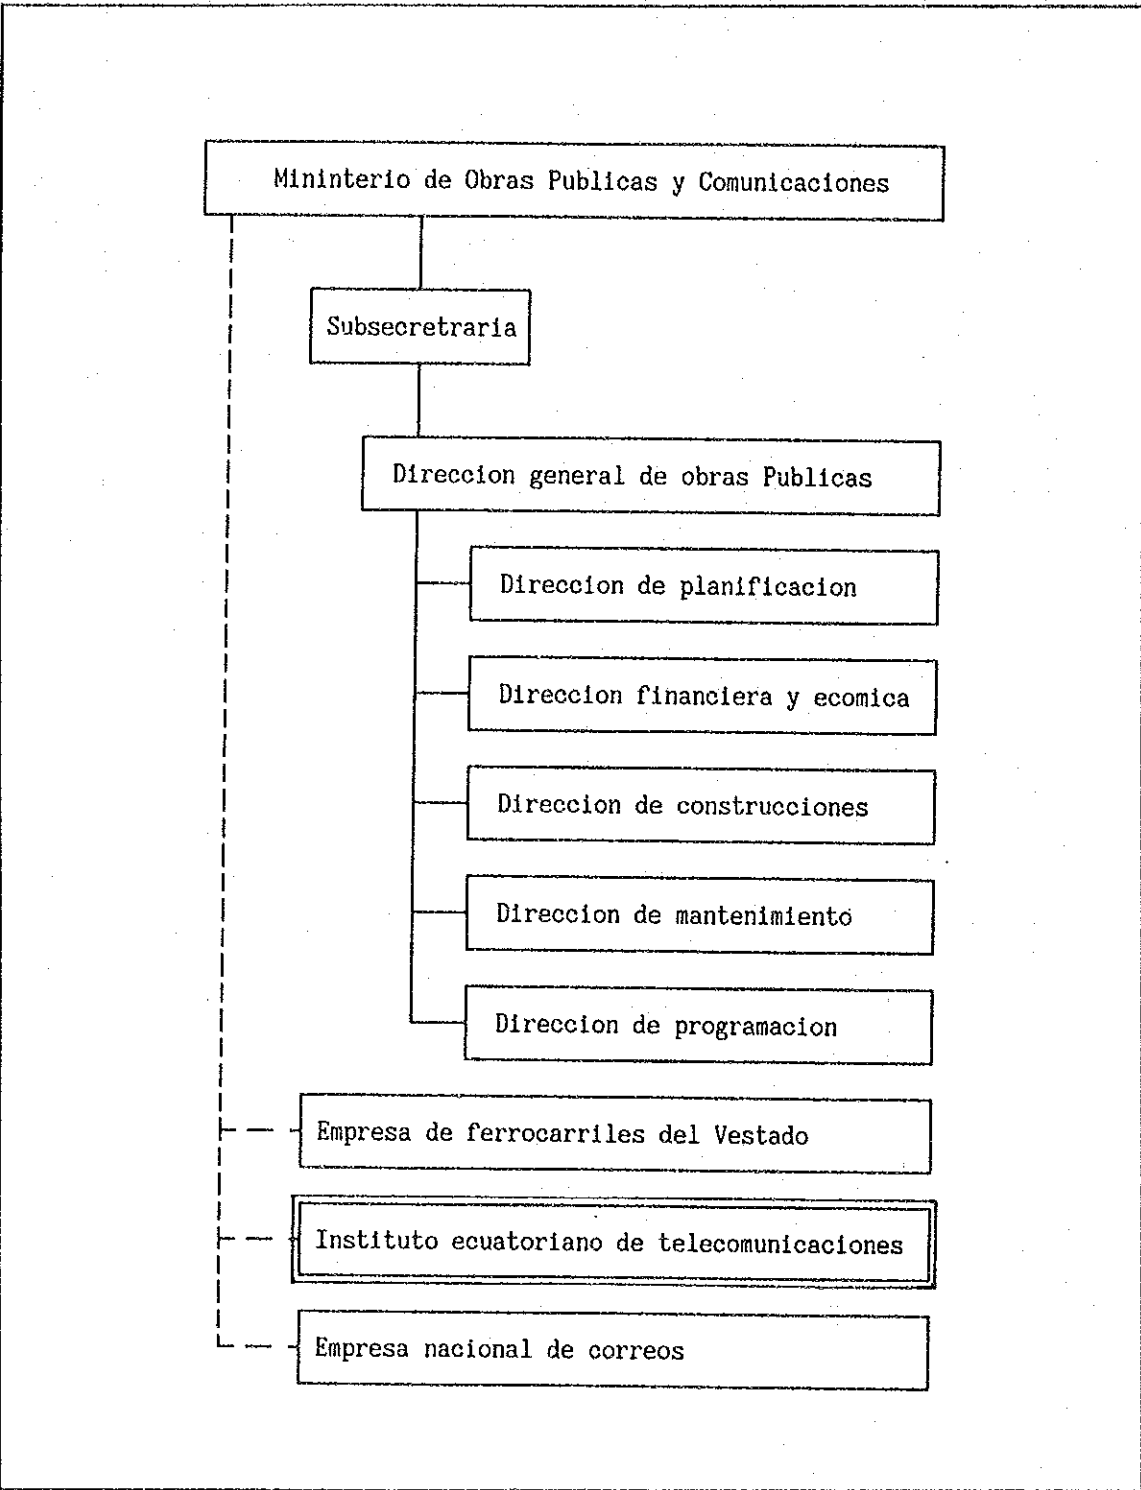 Mininterio de Obras Publicas y Comunicaciones
Subsecretraria
Direccion general de obras Publicas
Direccion de planificacion
Direccion financiera y ecomica
Direccion de construcciones
Direccion de mantenimiento
Direccion de programacion
Empresa de ferrocarriles del Vestado
Instituto ecuatoriano de telecomunicaciones
Empresa nacional de correos